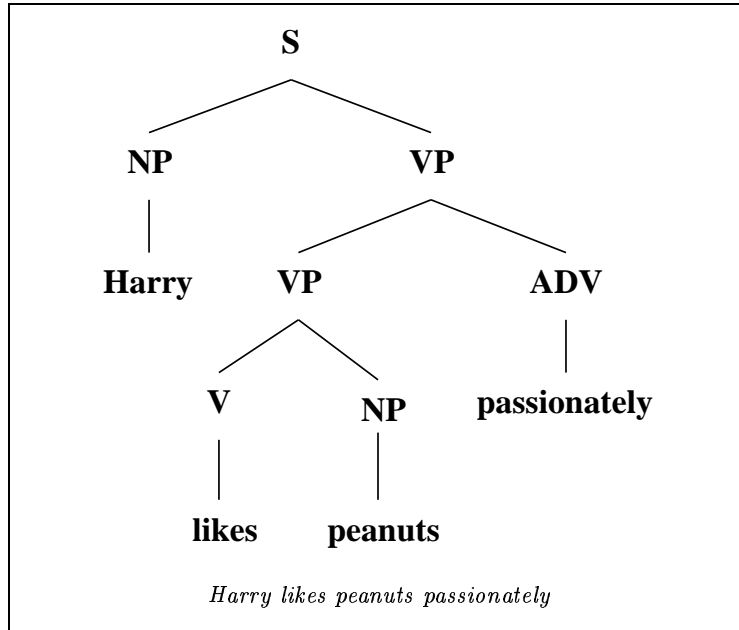 S
NP VP
Harry VP ADV
V NP passionately
likes peanuts
Harry likes peanuts passionately